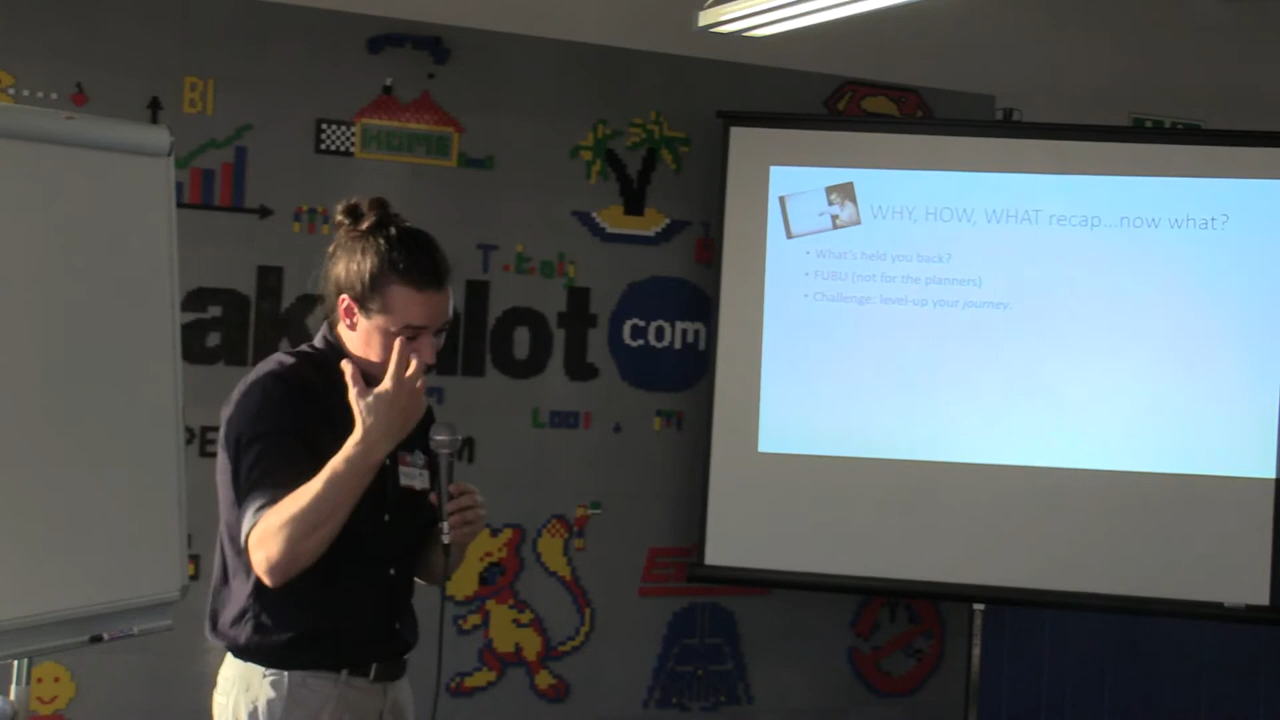 BI
HOME
T.
ak
alot
com
WHY, HOW, WHAT recap...now what?
• What's held you back?
• FUBU (not for the planners)
• Challenge: level-up your journey.